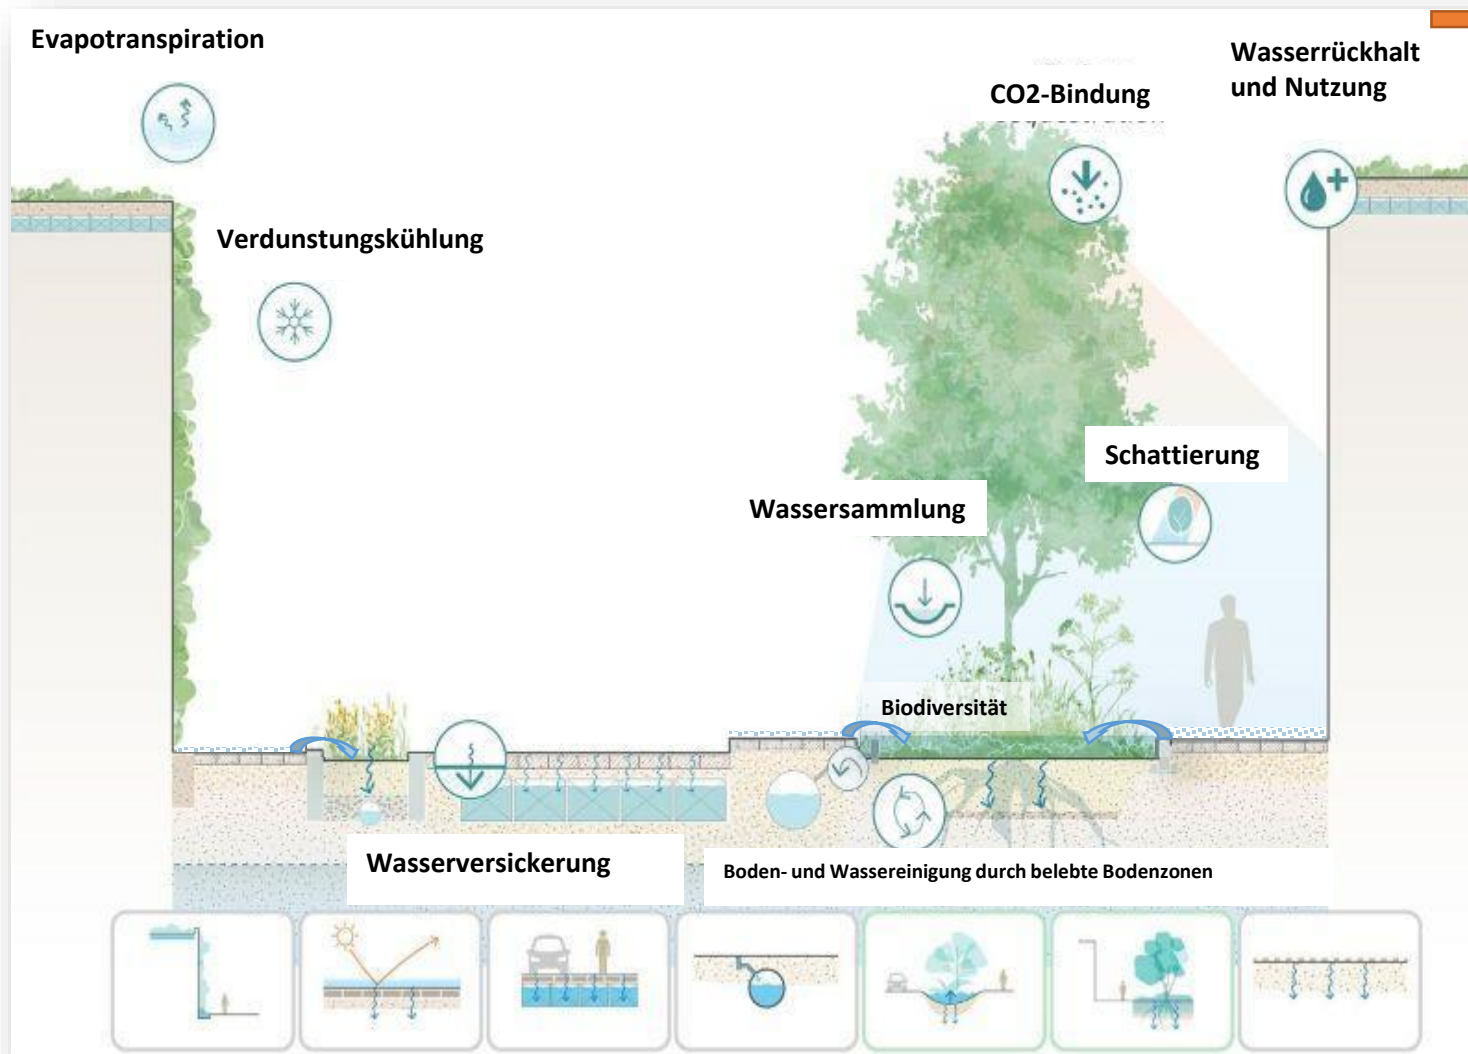 Evapotranspiration
Wasserrückhalt
und Nutzung
CO2-Bindung
Verdunstungskühlung
Schattierung
Wassersammlung
Biodiversität
Wasserversickerung
Boden- und Wassereinigung durch belebte Bodenzonen